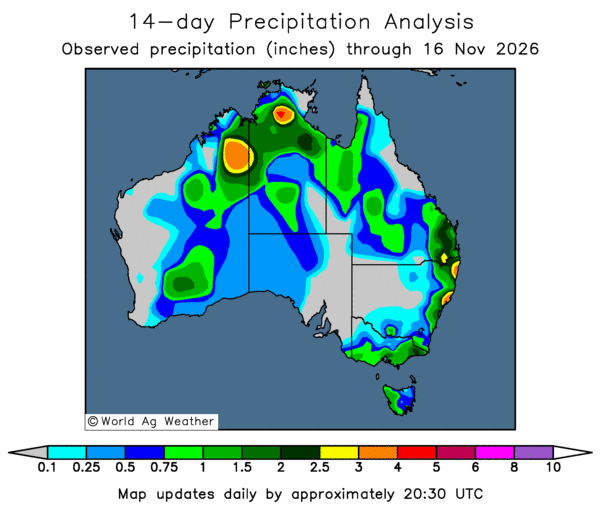 14-day Precipitation Analysis
Observed precipitation (inches) through 16 Nov 2026
©World Ag Weather
0.1 0.25 0.5 0.75 1 1.5 2 2.5 3 4 5 6 8 10
Map updates daily by approximately 20:30 UTC